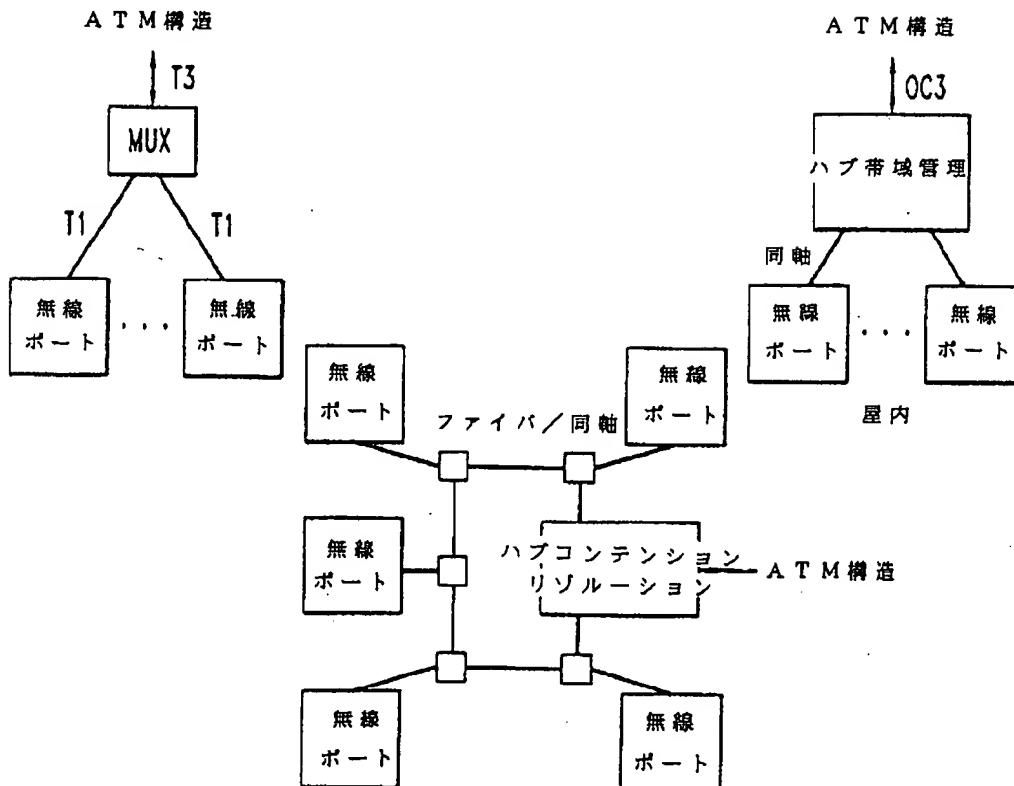 ATM構造
T3
MUX
T1
T1
無線
ポート
・・・
無線
ポート
ATM構造
OC3
ハブ帯域管理
同軸
無線
ポート
・・・
無線
ポート
屋内
無線
ポート
ファイバ/同軸
無線
ポート
無線
ポート
ハブコンテンション
リゾルーション
ATM構造
無線
ポート
無線
ポート